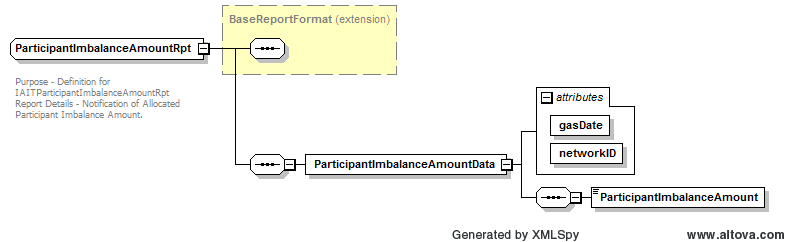 BaseReportFormat (extension)
ParticipantImbalanceAmountRpt
Purpose - Definition for
IAITParticipantImbalanceAmountRpt
Report Details - Notification of Allocated
Participant Imbalance Amount.
attributes
gasDate
networkID
ParticipantImbalanceAmountData
ParticipantImbalanceAmount
Generated by XMLSpy www.altova.com